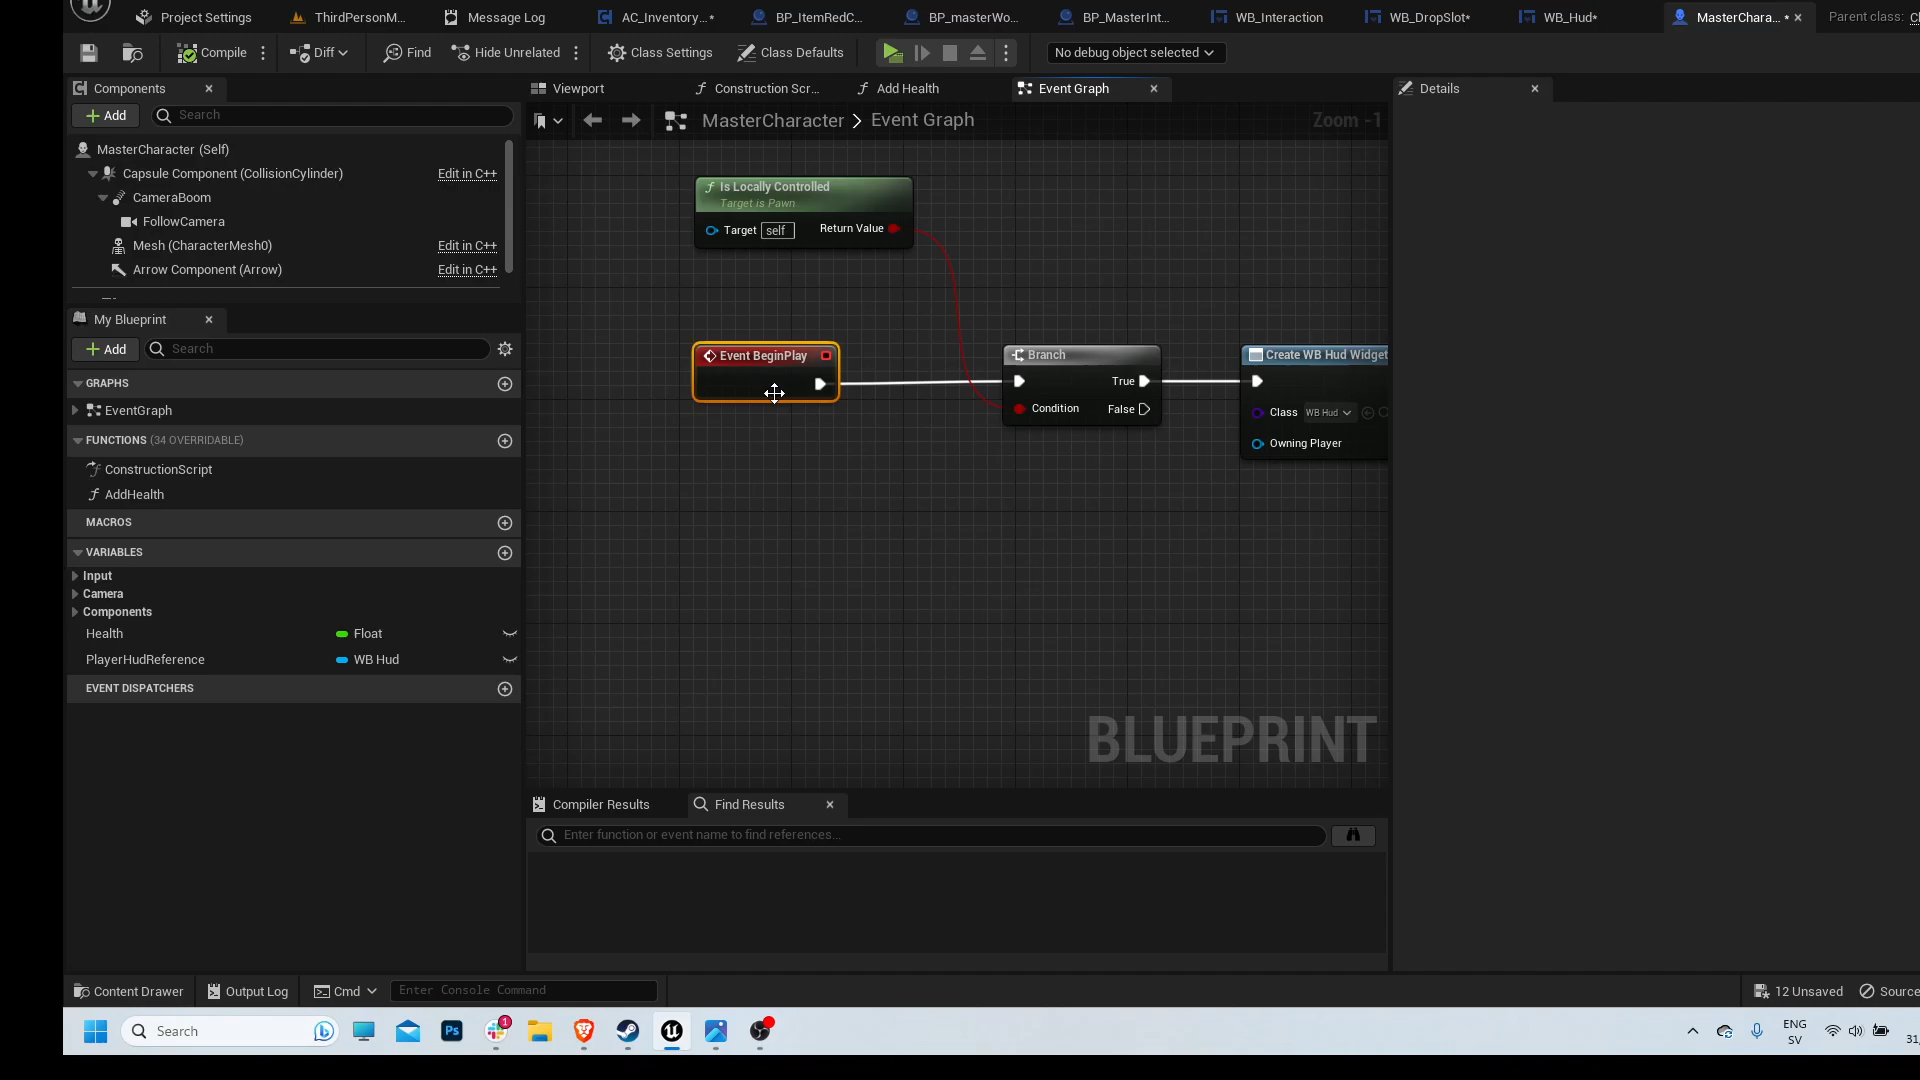 Project Settings
ThirdPersonM...
Message Log
AC_Inventory...*
BP_ItemRedC...
BP_masterWo...
BP_MasterInt...
WB_Interaction
WB_DropSlot*
WB_Hud*
MasterChara... *
Parent class:
Compile
Diff
Find
Hide Unrelated
Class Settings
Class Defaults
No debug object selected
Components
Viewport
Construction Scr...
Add Health
Event Graph
Details
Add
Search
MasterCharacter > Event Graph
Zoom -1
MasterCharacter (Self)
Capsule Component (CollisionCylinder) Edit in C++
CameraBoom
FollowCamera
Mesh (CharacterMesh0) Edit in C++
Arrow Component (Arrow) Edit in C++
Is Locally Controlled
Target is Pawn
Target self Return Value
My Blueprint
Add
Search
Event BeginPlay
Branch
True
Condition False
Create WB Hud Widget
Class WB Hud
Owning Player
GRAPHS
EventGraph
FUNCTIONS (34 OVERRIDABLE)
ConstructionScript
AddHealth
MACROS
VARIABLES
Input
Camera
Components
Health Float
PlayerHudReference WB Hud
EVENT DISPATCHERS
BLUEPRINT
Compiler Results
Find Results
Enter function or event name to find references...
Content Drawer
Output Log
Cmd
Enter Console Command
12 Unsaved
Source
Search
1
ENG
SV
31,